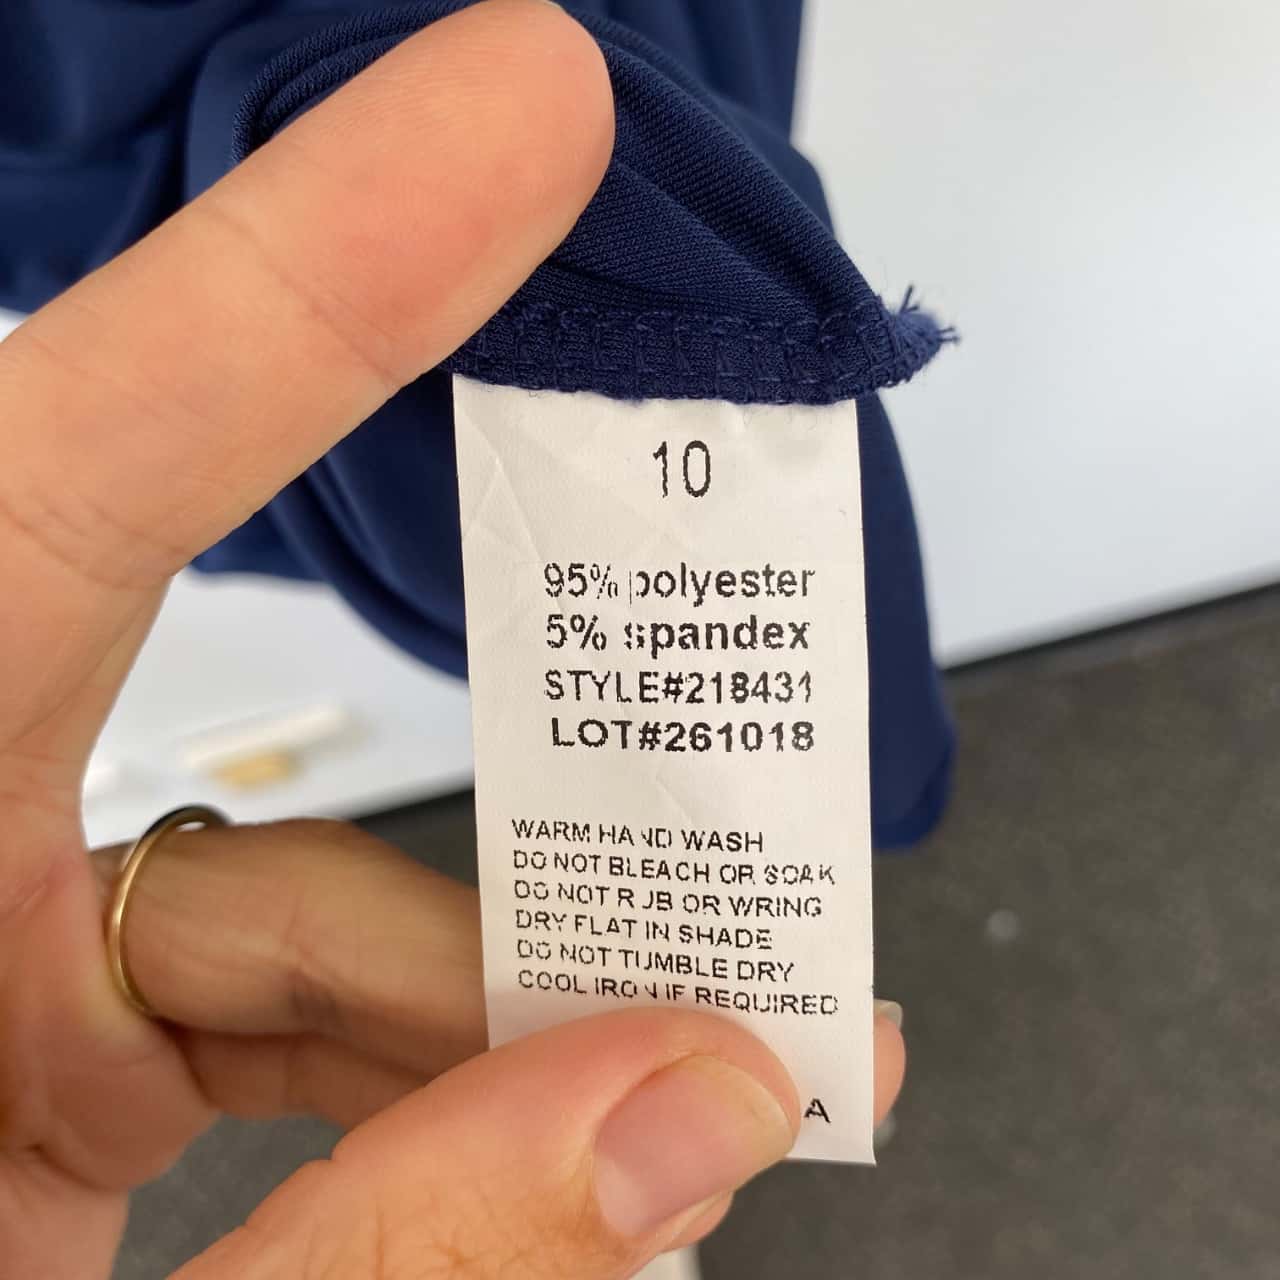 10
95% polyester
5% spandex
STYLE#218431
LOT#261018
WARM HAND WASH
DO NOT BLEACH OR SOAK
DO NOT RUB OR WRING
DRY FLAT IN SHADE
DO NOT TUMBLE DRY
COOL IRON IF REQUIRED
A